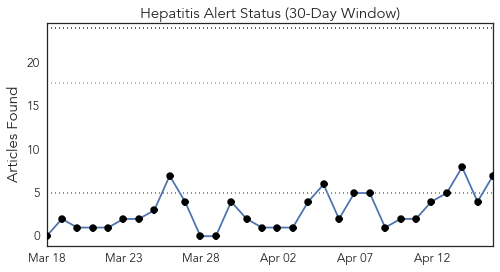 Hepatitis Alert Status (30-Day Window)
Articles Found
20
15
10
5
0
Mar 18 Mar 23 Mar 28 Apr 02 Apr 07 Apr 12